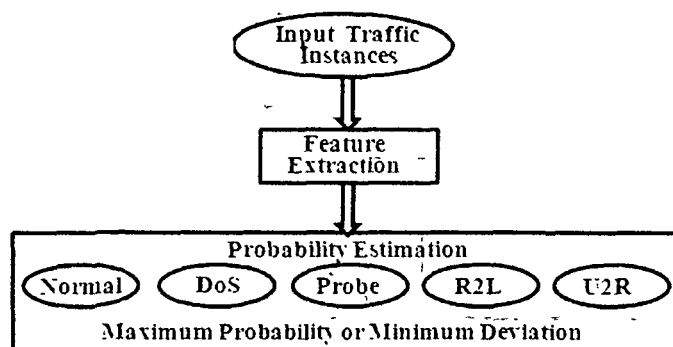 Input Traffic
Instances
Feature
Extraction
Probability Estimation
Normal DoS Probe R2L U2R
Maximum Probability or Minimum Deviation